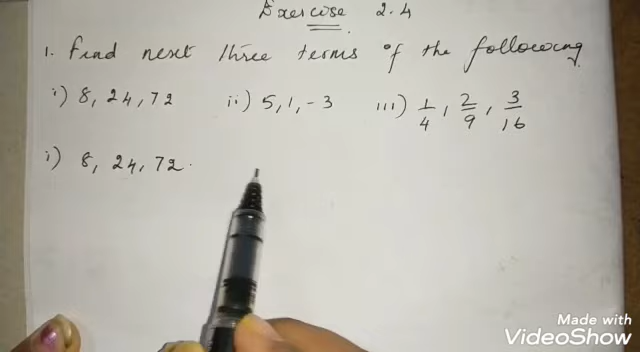 Exercise 2.4
1. Find next three terms of the following
i) 8, 24, 72 ii) 5, 1, -3 iii) 1/4, 2/9, 3/16
i) 8, 24, 72.
Made with
VideoShow